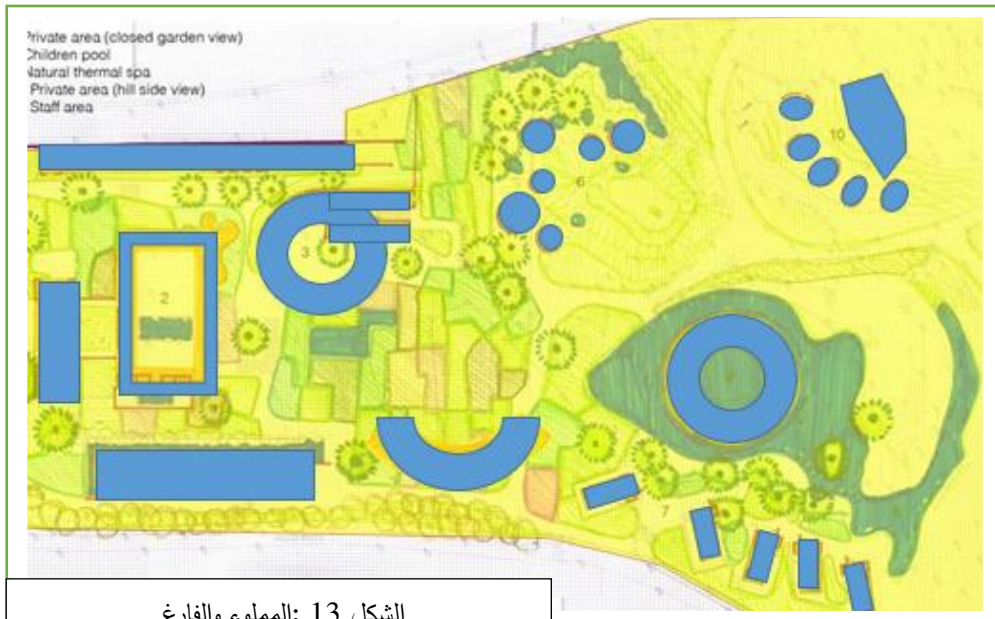 Private area (closed garden view)
Children pool
Natural thermal spa
Private area (hill side view)
Staff area
10
6
3
2
7
الشكل 13 :المملوء والفارغ